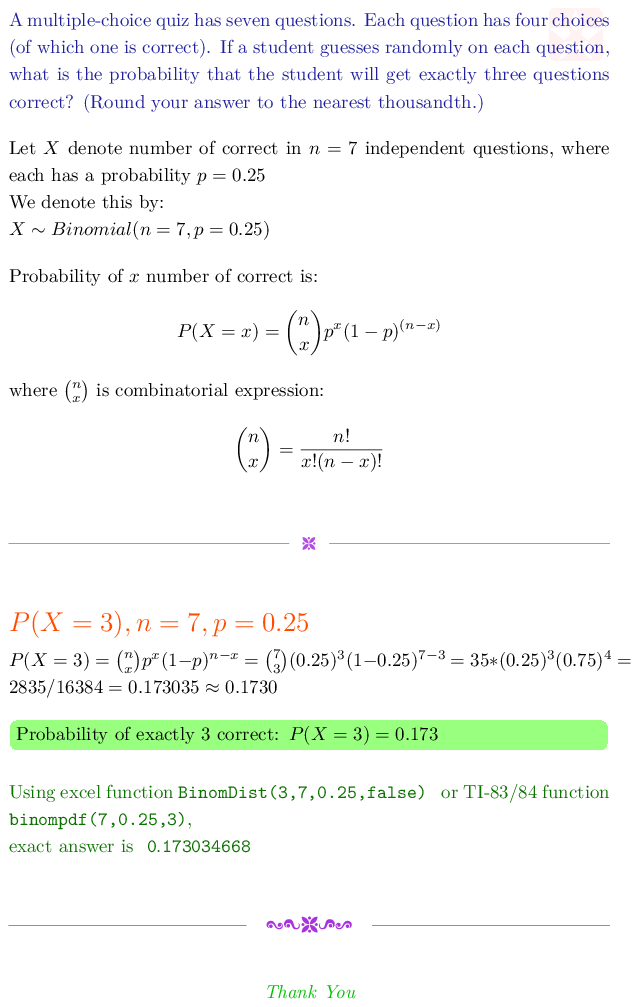 A multiple-choice quiz has seven questions. Each question has four choices
(of which one is correct). If a student guesses randomly on each question,
what is the probability that the student will get exactly three questions
correct? (Round your answer to the nearest thousandth.)
Let X denote number of correct in n = 7 independent questions, where
each has a probability p = 0.25
We denote this by:
X ∼ Binomial(n = 7, p = 0.25)
Probability of x number of correct is:
P(X = x) = \binom{n}{x} p^x (1 − p)^{(n−x)}
where \binom{n}{x} is combinatorial expression:
\binom{n}{x} = \frac{n!}{x!(n − x)!}
P(X = 3), n = 7, p = 0.25
P(X = 3) = \binom{n}{x} p^x (1−p)^{n−x} = \binom{7}{3} (0.25)^3 (1−0.25)^{7−3} = 35∗(0.25)^3 (0.75)^4 =
2835/16384 = 0.173035 ≈ 0.1730
Probability of exactly 3 correct: P(X = 3) = 0.173
Using excel function BinomDist(3,7,0.25,false) or TI-83/84 function
binompdf(7,0.25,3),
exact answer is 0.173034668
Thank You